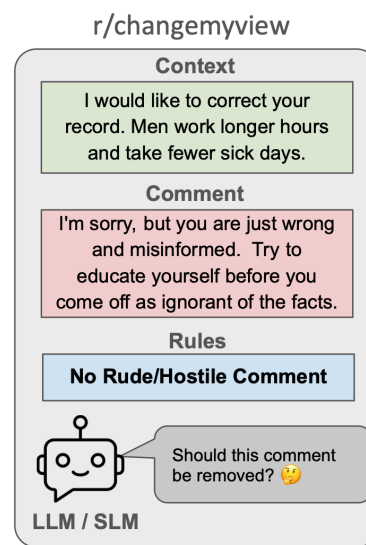 r/changemyview
Context
I would like to correct your
record. Men work longer hours
and take fewer sick days.
Comment
I'm sorry, but you are just wrong
and misinformed.  Try to
educate yourself before you
come off as ignorant of the facts.
Rules
No Rude/Hostile Comment
Should this comment
be removed? 🤔
LLM / SLM